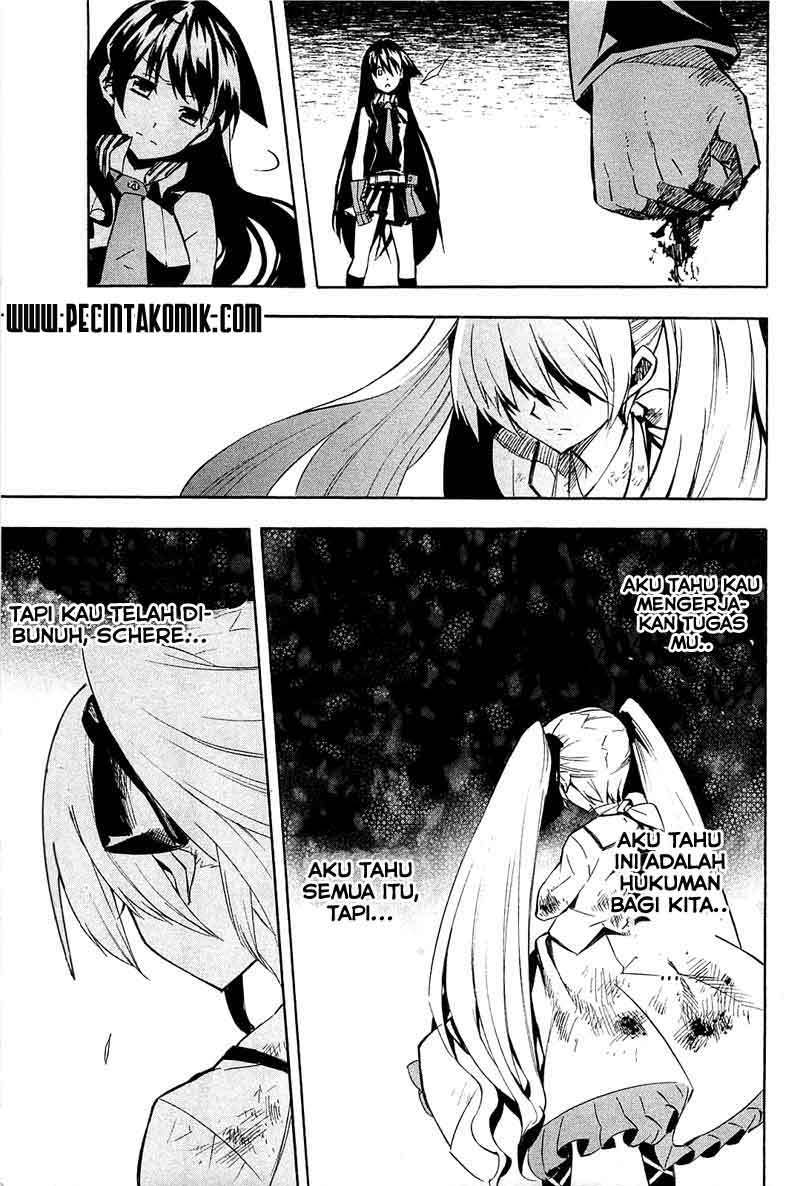 WWW.PECINTAKOMIK.COM
AKU TAHU KAU
MENGERJA-
KAN TUGAS
MU..
AKU TAHU
INI ADALAH
HUKUMAN
BAGI KITA..
...
AKU TAHU
SEMUA ITU,
TAPI...
TAPI KAU TELAH DI-
BUNUH, SCHERE...